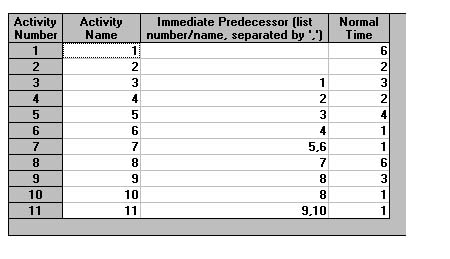 Activity Number Activity Name Immediate Predecessor (list number/name, separated by ',') Normal Time
1 1 6
2 2 2
3 3 1 3
4 4 2 2
5 5 3 4
6 6 4 1
7 7 5,6 1
8 8 7 6
9 9 8 3
10 10 8 1
11 11 9,10 1